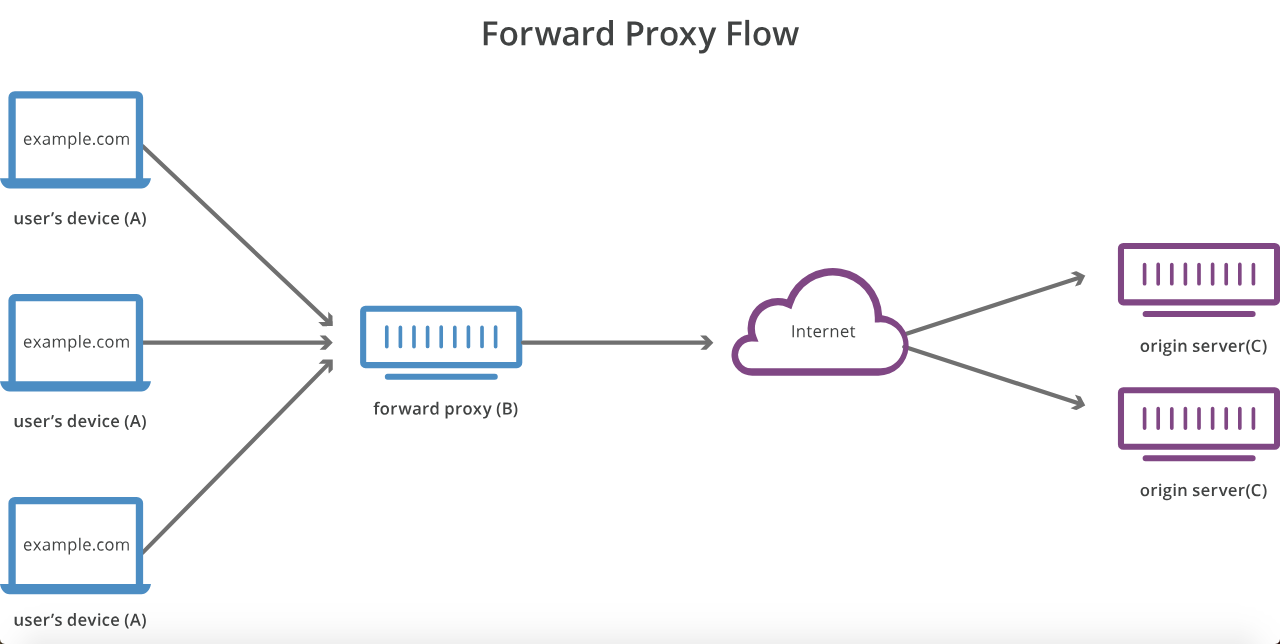 Forward Proxy Flow
example.com
user’s device (A)
example.com
user’s device (A)
example.com
user’s device (A)
forward proxy (B)
Internet
origin server(C)
origin server(C)